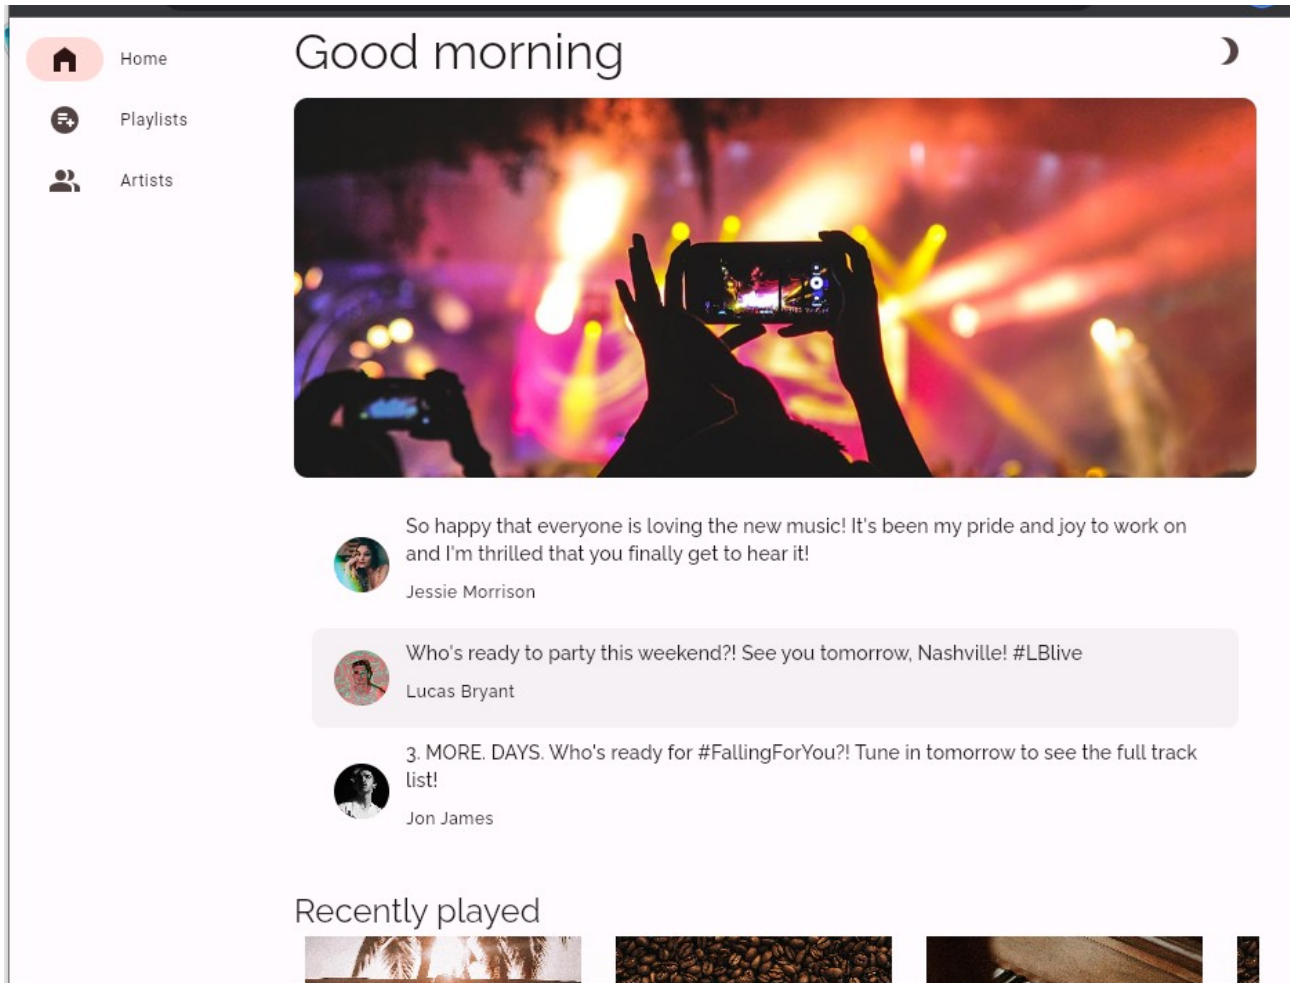 Home
Playlists
Artists
Good morning
So happy that everyone is loving the new music! It's been my pride and joy to work on
and I'm thrilled that you finally get to hear it!
Jessie Morrison
Who's ready to party this weekend?! See you tomorrow, Nashville! #LBlive
Lucas Bryant
3. MORE. DAYS. Who's ready for #FallingForYou?! Tune in tomorrow to see the full track
list!
Jon James
Recently played